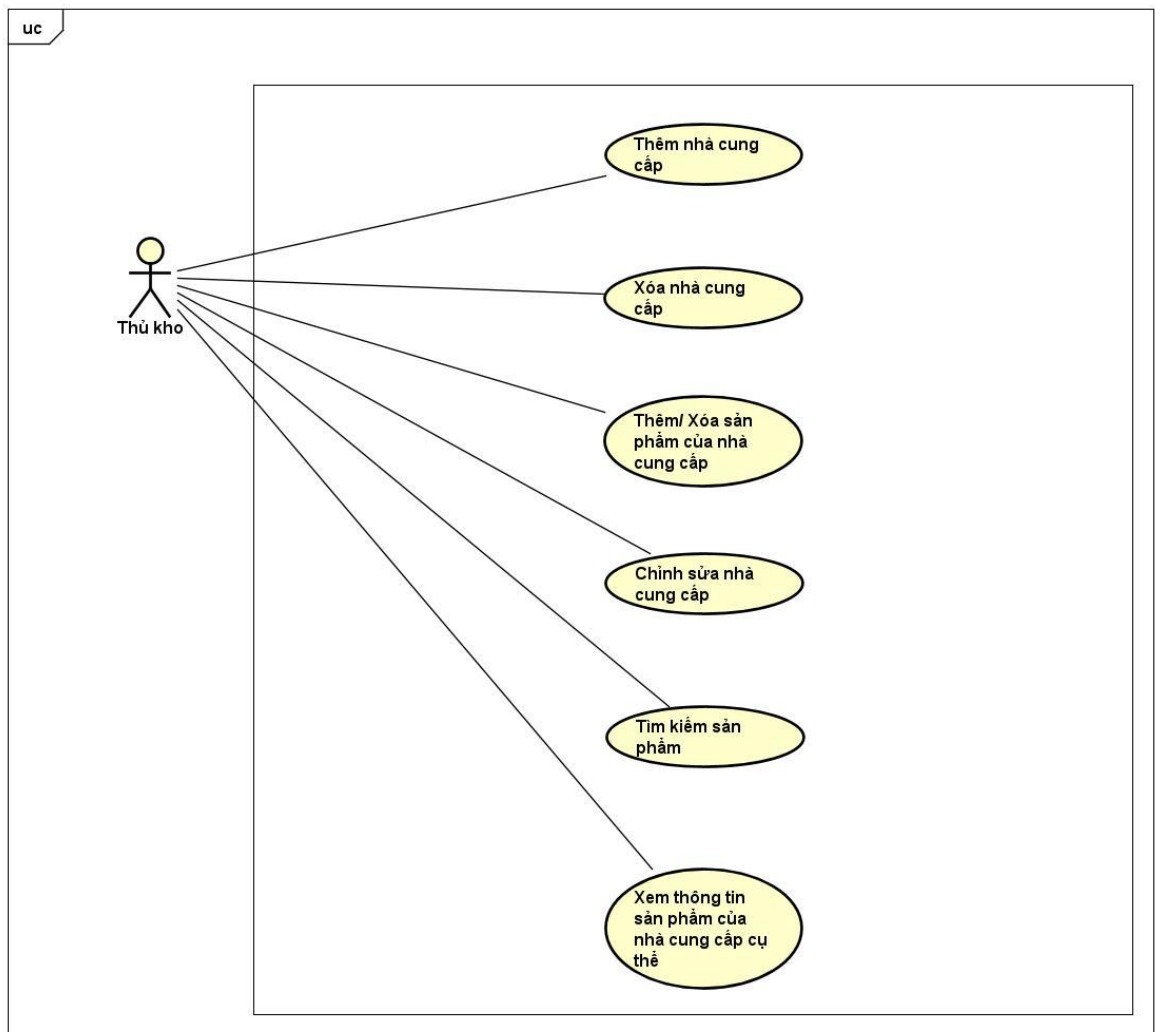 uc
Thêm nhà cung
cấp
Thủ kho
Xóa nhà cung
cấp
Thêm/ Xóa sản
phẩm của nhà
cung cấp
Chỉnh sửa nhà
cung cấp
Tìm kiếm sản
phẩm
Xem thông tin
sản phẩm của
nhà cung cấp cụ
thể